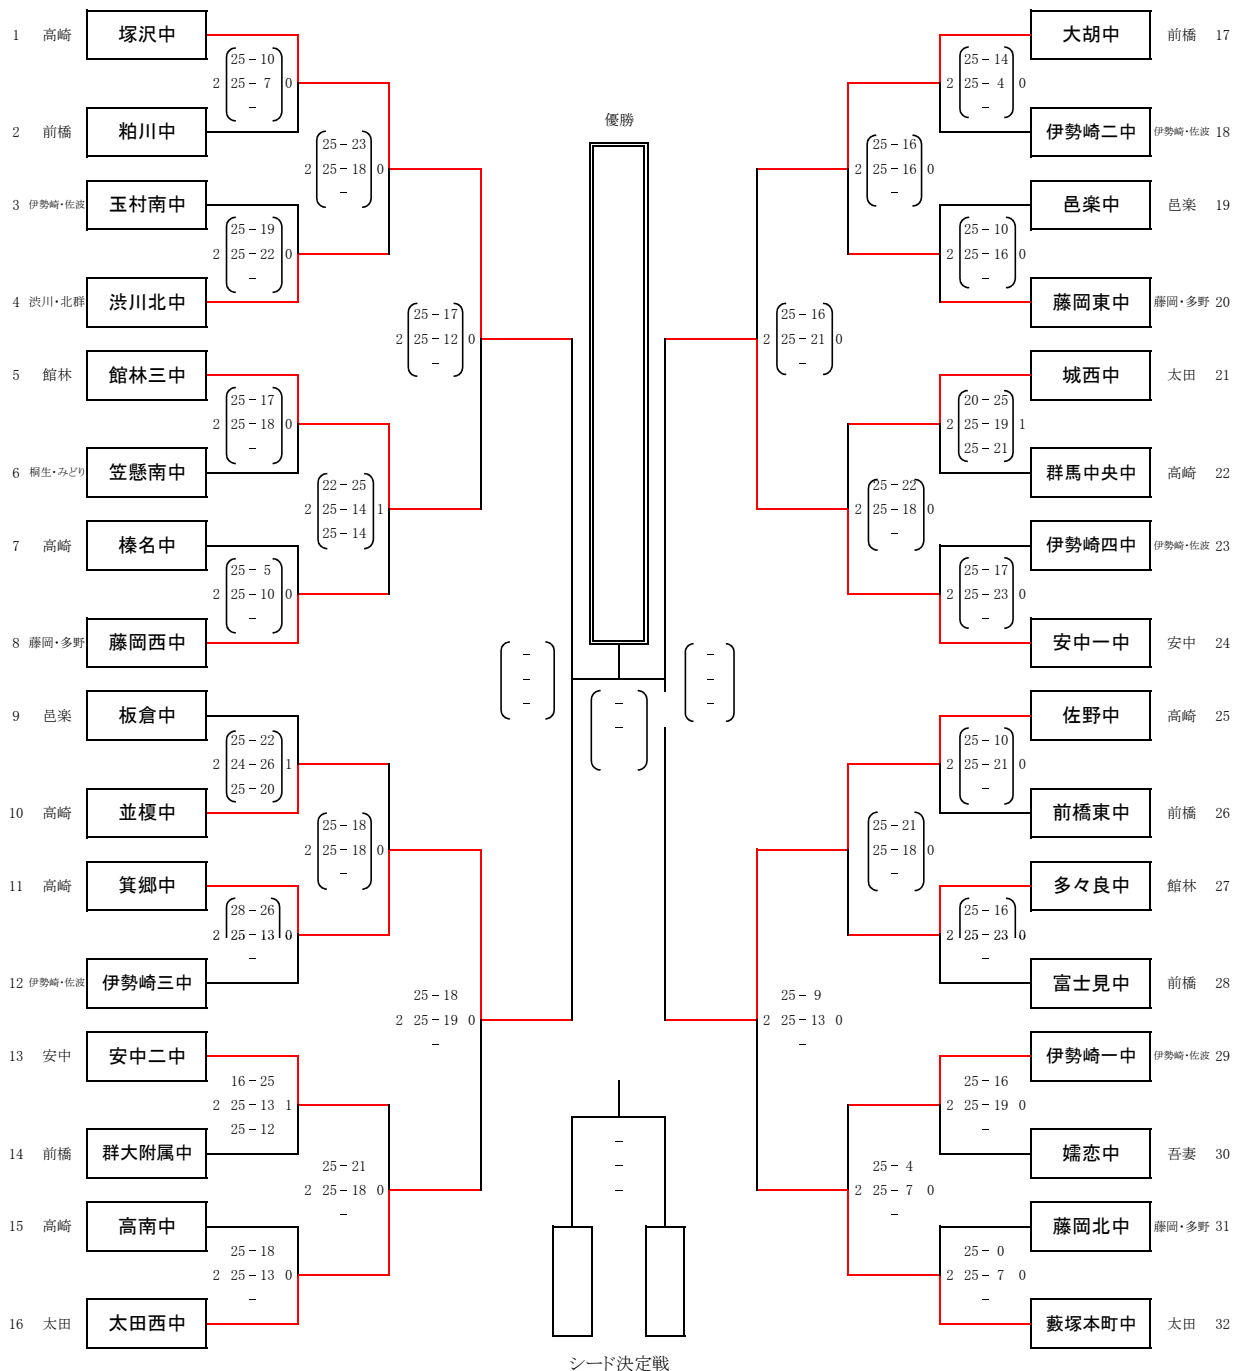 1 高崎 塚沢中
25－10
2 25－7 0
－
2 前橋 粕川中
25－23
2 25－18 0
－
3 伊勢崎・佐波 玉村南中
25－19
2 25－22 0
－
4 渋川・北群 渋川北中
25－17
2 25－12 0
－
5 館林 館林三中
25－17
2 25－18 0
－
6 桐生・みどり 笠懸南中
22－25
2 25－14 1
25－14
7 高崎 榛名中
25－5
2 25－10 0
－
8 藤岡・多野 藤岡西中
－
－
－
9 邑楽 板倉中
25－22
2 24－26 1
25－20
10 高崎 並榎中
25－18
2 25－18 0
－
11 高崎 箕郷中
28－26
2 25－13 0
－
12 伊勢崎・佐波 伊勢崎三中
25－18
2 25－19 0
－
13 安中 安中二中
16－25
2 25－13 1
25－12
14 前橋 群大附属中
25－21
2 25－18 0
－
15 高崎 高南中
25－18
2 25－13 0
－
16 太田 太田西中
優勝
－
－
－
－
－
シード決定戦
大胡中 前橋 17
25－14
2 25－4 0
－
伊勢崎二中 伊勢崎・佐波 18
25－16
2 25－16 0
－
邑楽中 邑楽 19
25－10
2 25－16 0
－
藤岡東中 藤岡・多野 20
25－16
2 25－21 0
－
城西中 太田 21
20－25
2 25－19 1
25－21
群馬中央中 高崎 22
25－22
2 25－18 0
－
伊勢崎四中 伊勢崎・佐波 23
25－17
2 25－23 0
－
安中一中 安中 24
－
－
－
佐野中 高崎 25
25－10
2 25－21 0
－
前橋東中 前橋 26
25－21
2 25－18 0
－
多々良中 館林 27
25－16
2 25－23 0
－
富士見中 前橋 28
25－9
2 25－13 0
－
伊勢崎一中 伊勢崎・佐波 29
25－16
2 25－19 0
－
嬬恋中 吾妻 30
25－4
2 25－7 0
－
藤岡北中 藤岡・多野 31
25－0
2 25－7 0
－
藪塚本町中 太田 32